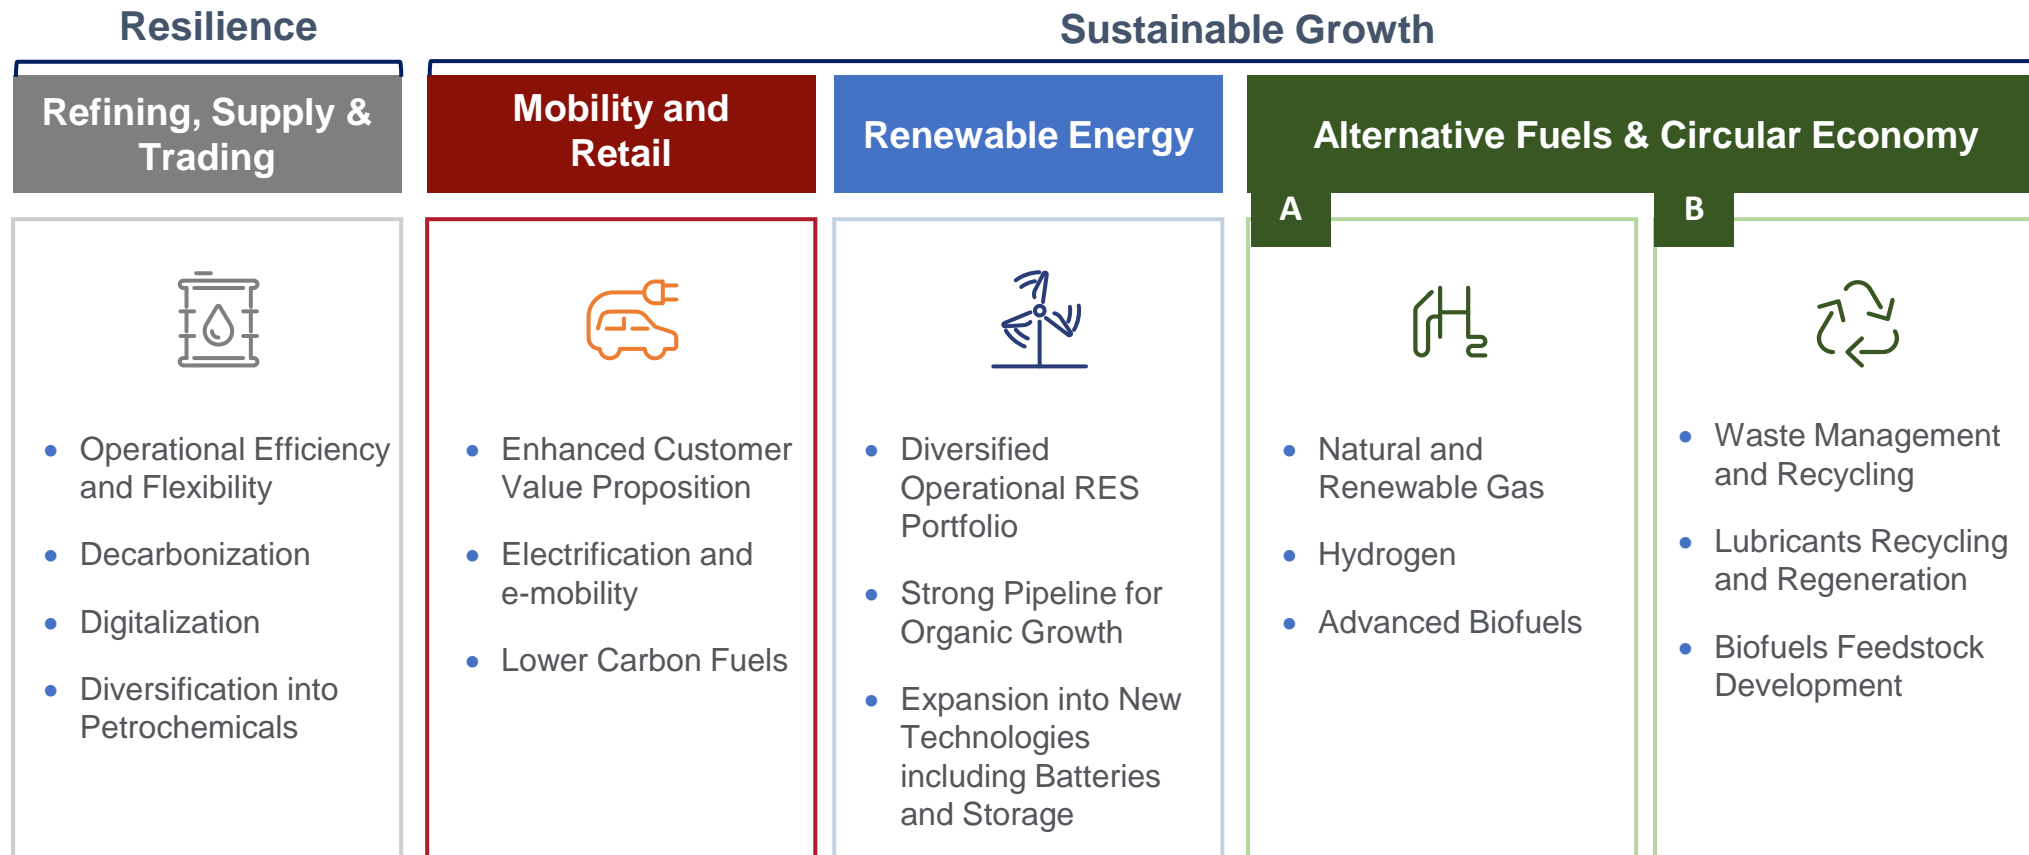 Resilience
Sustainable Growth
Refining, Supply &
Trading
Mobility and
Retail
Renewable Energy
Alternative Fuels & Circular Economy
• Operational Efficiency
and Flexibility
• Decarbonization
• Digitalization
• Diversification into
Petrochemicals
• Enhanced Customer
Value Proposition
• Electrification and
e-mobility
• Lower Carbon Fuels
• Diversified
Operational RES
Portfolio
• Strong Pipeline for
Organic Growth
• Expansion into New
Technologies
including Batteries
and Storage
A
H2
• Natural and
Renewable Gas
• Hydrogen
• Advanced Biofuels
B
• Waste Management
and Recycling
• Lubricants Recycling
and Regeneration
• Biofuels Feedstock
Development